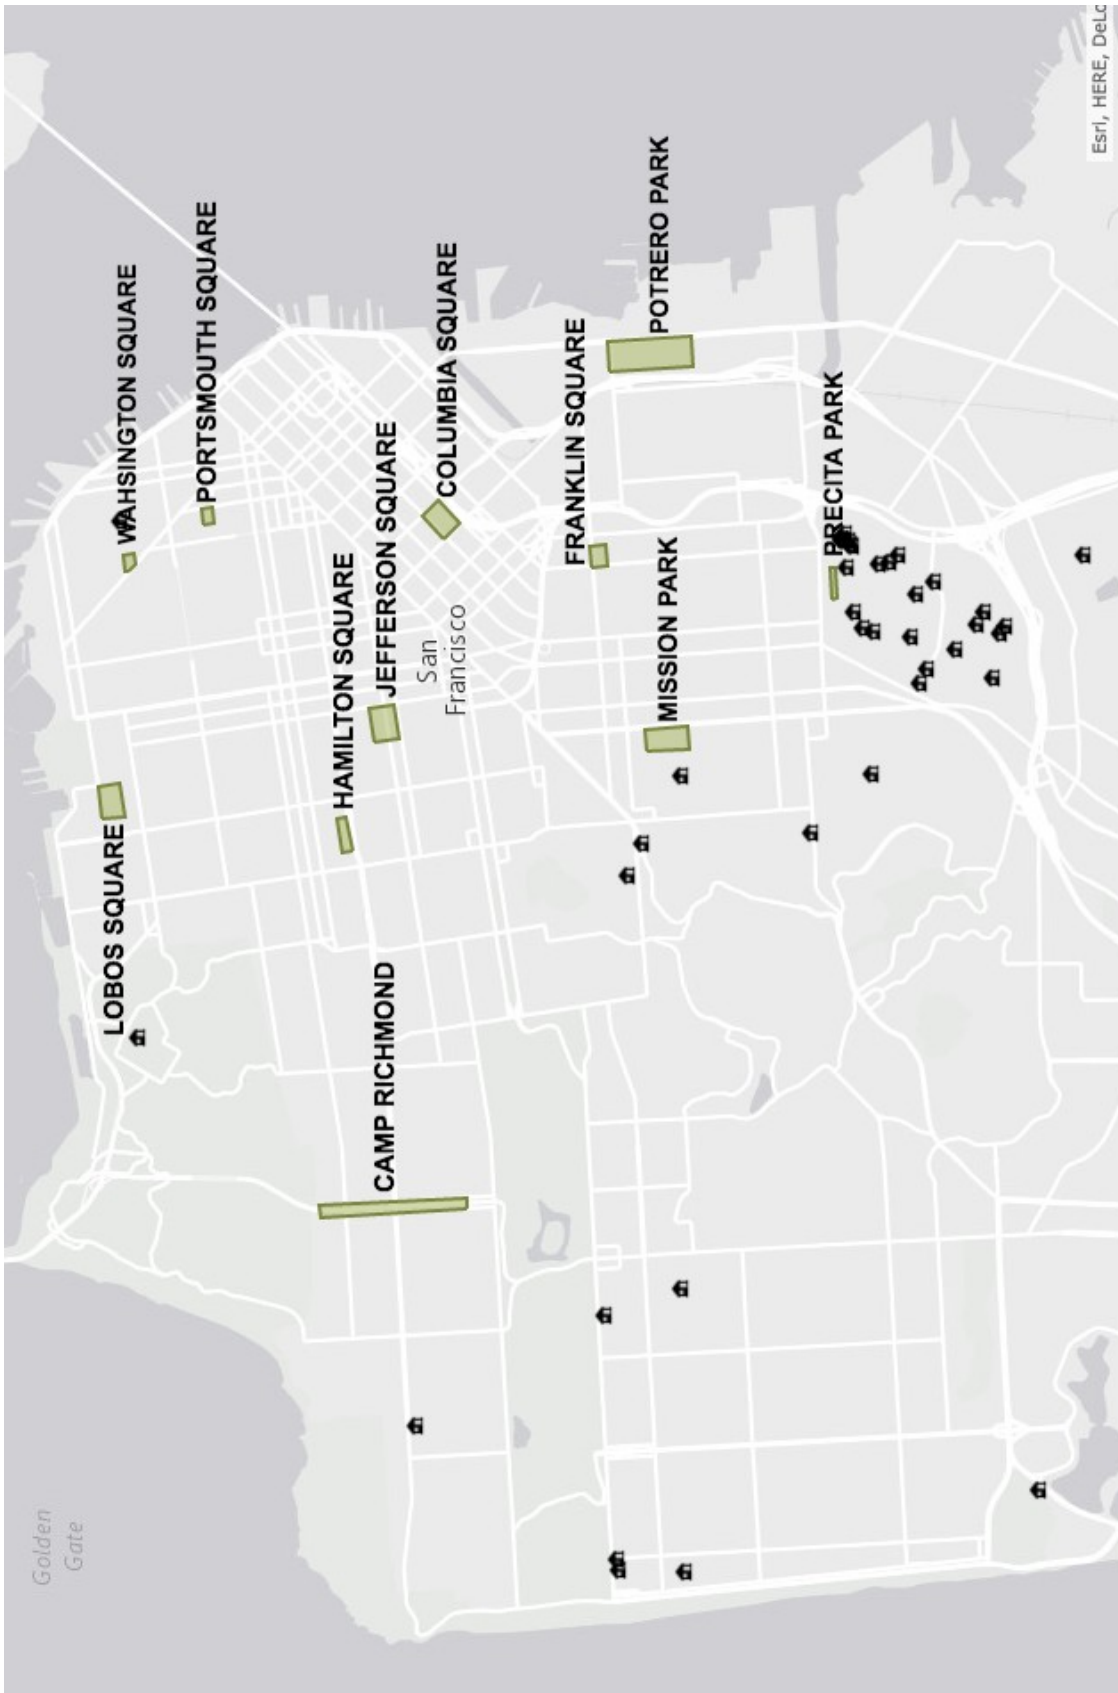 Golden
Gate
LOBOS SQUARE
WAHSINGTON SQUARE
PORTSMOUTH SQUARE
HAMILTON SQUARE
CAMP RICHMOND
JEFFERSON SQUARE
San
Francisco
COLUMBIA SQUARE
FRANKLIN SQUARE
MISSION PARK
POTRERO PARK
PRECITA PARK
Esri, HERE, DeLo